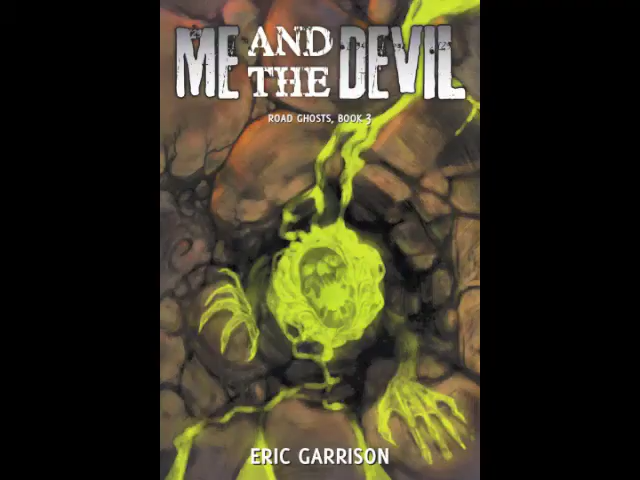 ME AND THE DEVIL
ROAD GHOSTS, BOOK 3
ERIC GARRISON